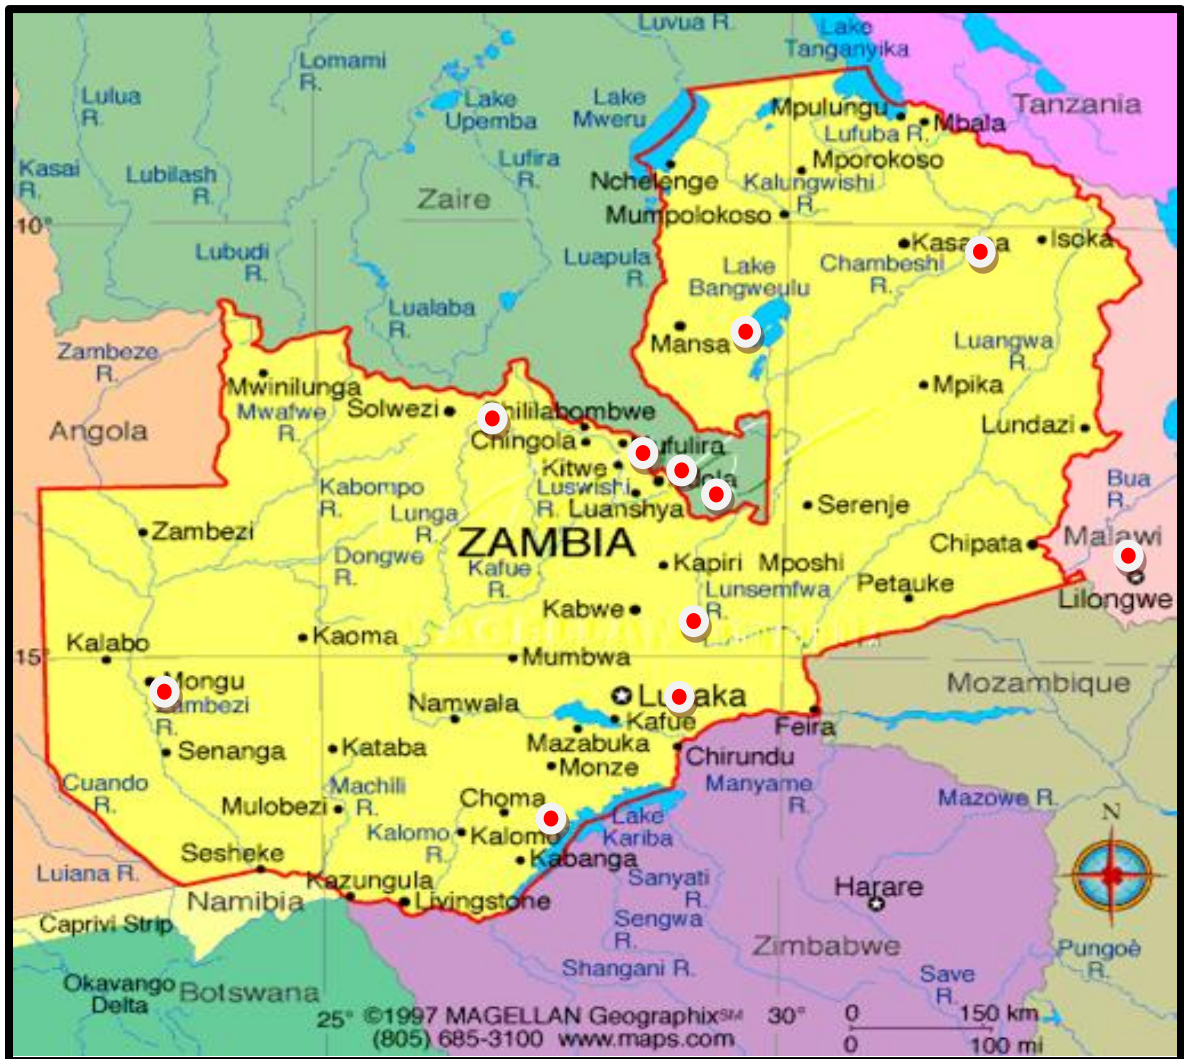 Luvua R.
Lake
Tanganyika
Lomami
R.
Tanzania
Lulua
R.
Lake
Upemba
Lake
Mweru
Mpulungu
Mbala
Lufuba R.
Kasai
R.
Lubilash
R.
Lufira
R.
Mporokoso
Nchelenge
Kalungwishi
R.
Zaire
Mumpolokoso
10°
Lubudi
R.
Luapula
R.
Isoka
Chambeshi
R.
Lake
Bangweulu
Lualaba
R.
Mansa
Luangwa
R.
Zambeze
R.
Mwinilunga
Mwafwe
R.
Solwezi
Mpika
Angola
Chingola
Lundazi
Kitwe
Luswishi
R.
Luanshya
Kabompo
R.
Lunga
R.
Bua
R.
Serenje
Zambezi
ZAMBIA
Chipata
Malawi
Dongwe
R.
Kafue
R.
Kapiri Mposhi
Lunsemfwa
R.
Petauke
Lilongwe
Kabwe
Kalabo
Kaoma
15°
Mumbwa
Mozambique
Mongu
R.
Namwala
Kafue
Feira
Senanga
Kataba
Mazabuka
Chirundu
Monze
Manyame
R.
Cuando
R.
Mulobezi
Machili
R.
Choma
Mazowe R.
N
Kalomo
R.
Kalomo
Lake
Kariba
Sesheke
Kabanga
Luiana R.
Kazungula
Sanyati
R.
Harare
Namibia
Livingstone
Caprivi Strip
Sengwa
R.
Zimbabwe
Pungoè
R.
Shangani R.
Save
R.
Okavango
Delta
Botswana
25°
©1997 MAGELLAN Geographix℠
30°
0 150 km
(805) 685-3100 www.maps.com
0 100 mi